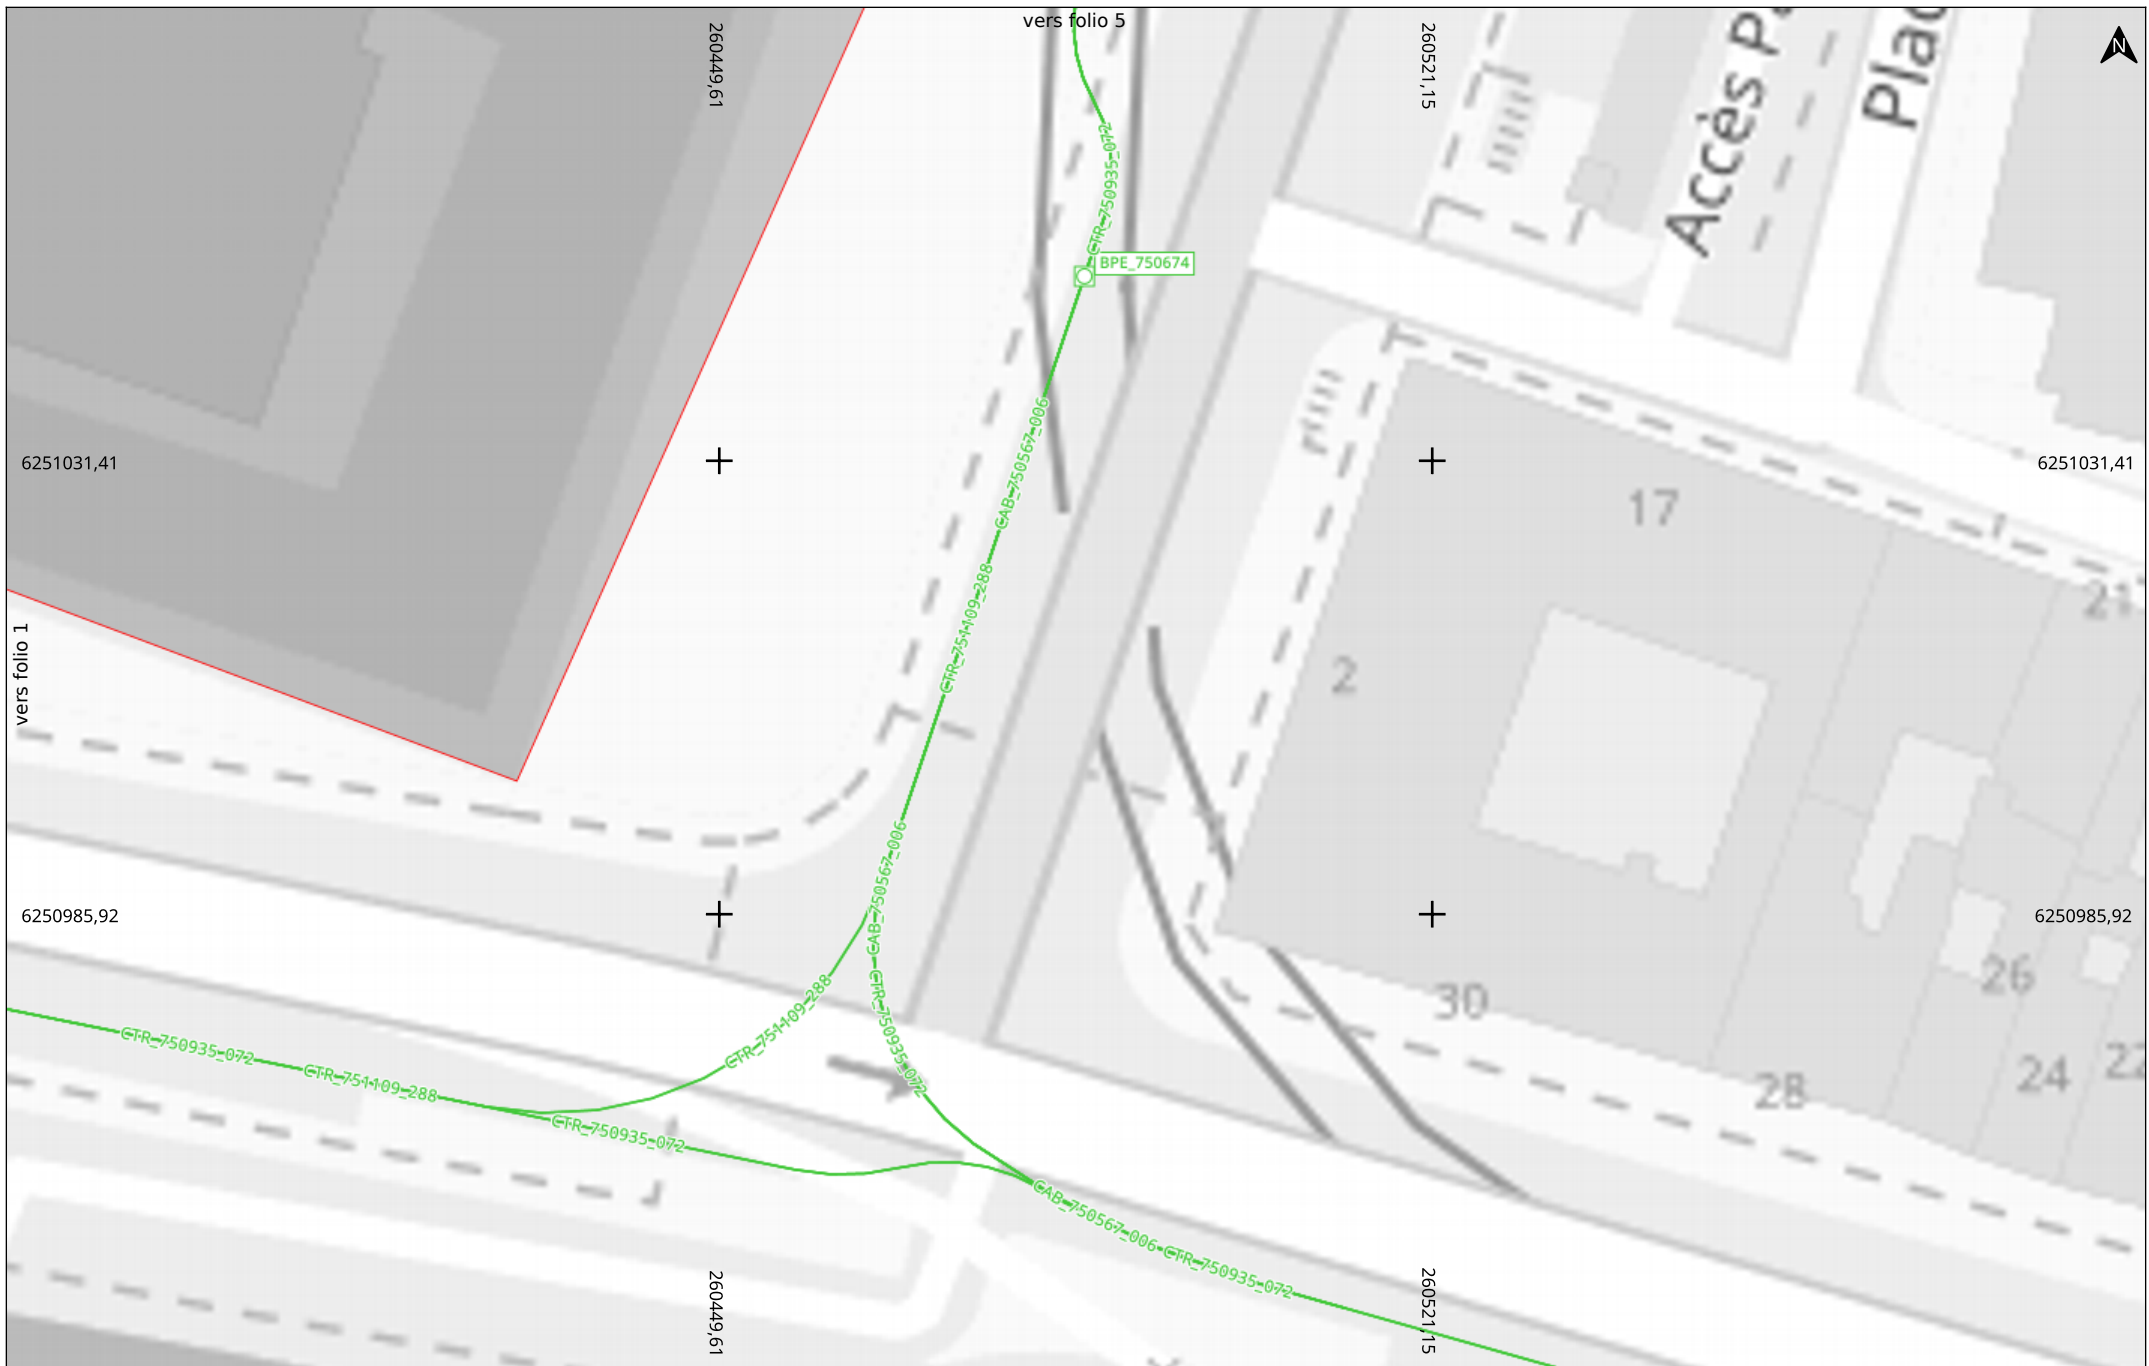 vers folio 5
260449,61
260521,15
N
Accès Pa
Plac
CTR_750935_072
BPE_750674
CAB_750567_006
6251031,41
6251031,41
17
CTR_751109_288
21
vers folio 1
2
CAB_750567_006
6250985,92
6250985,92
26
30
CTR_751109_288
CTR_750935_072
CTR_750935_072
CTR_751109_288
28
24
22
CTR_750935_072
CAB_750567_006 CTR_750935_072
260449,61
260521,15